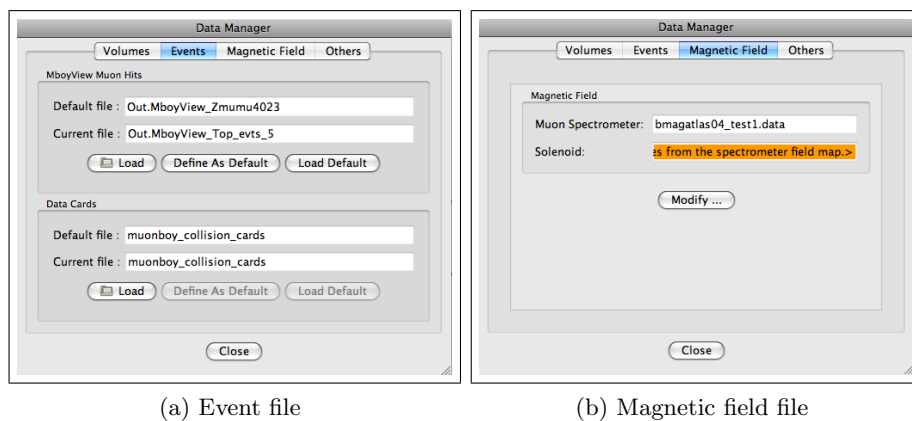 Data Manager
Volumes Events Magnetic Field Others
MboyView Muon Hits
Default file : Out.MboyView_Zmumu4023
Current file : Out.MboyView_Top_evts_5
Load Define As Default Load Default
Data Cards
Default file : muonboy_collision_cards
Current file : muonboy_collision_cards
Load Define As Default Load Default
Close
(a) Event file
Data Manager
Volumes Events Magnetic Field Others
Magnetic Field
Muon Spectrometer: bmagatlas04_test1.data
Solenoid: es from the spectrometer field map.>
Modify ...
Close
(b) Magnetic field file